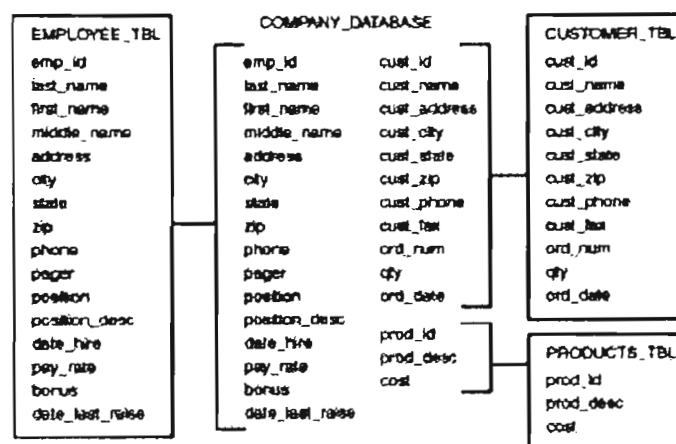 EMPLOYEE_TBL
emp_id
last_name
first_name
middle_name
address
city
state
zip
phone
pager
position
position_desc
date_hire
pay_rate
bonus
date_last_raise
COMPANY_DATABASE
emp_id
last_name
first_name
middle_name
address
city
state
zip
phone
pager
position
position_desc
date_hire
pay_rate
bonus
date_last_raise
cust_id
cust_name
cust_address
cust_city
cust_state
cust_zip
cust_phone
cust_fax
ord_num
qty
ord_date
prod_id
prod_desc
cost
CUSTOMER_TBL
cust_id
cust_name
cust_address
cust_city
cust_state
cust_zip
cust_phone
cust_fax
ord_num
qty
ord_date
PRODUCTS_TBL
prod_id
prod_desc
cost